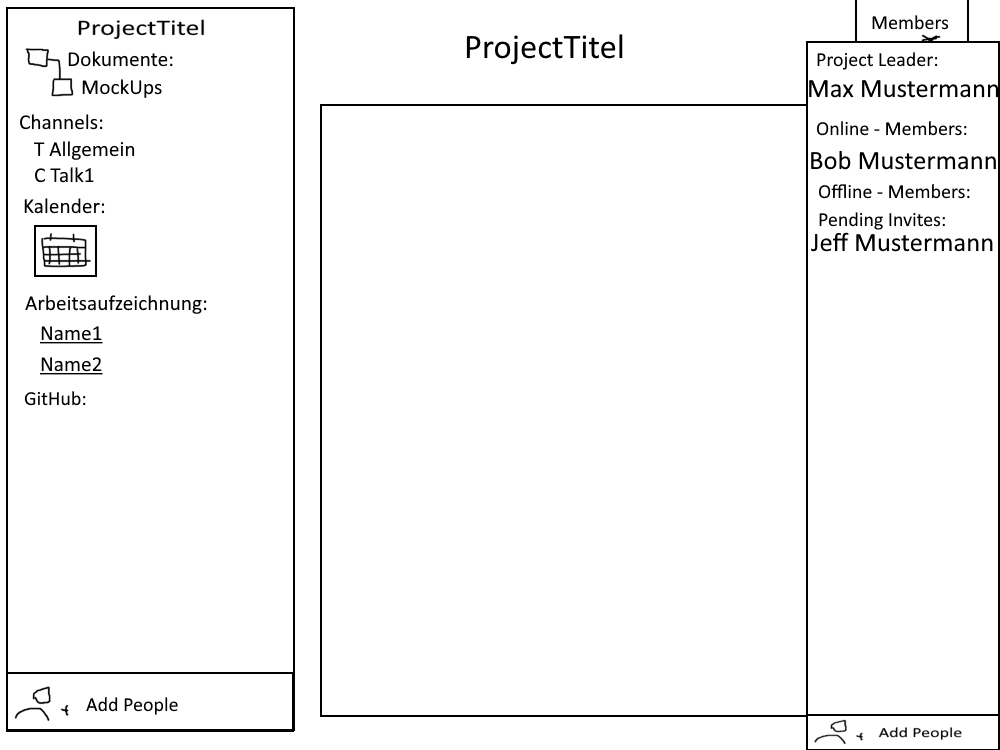 ProjectTitel
Dokumente:
MockUps
Channels:
T Allgemein
C Talk1
Kalender:
Arbeitsaufzeichnung:
Name1
Name2
GitHub:
Add People
ProjectTitel
Members
Project Leader:
Max Mustermann
Online - Members:
Bob Mustermann
Offline - Members:
Pending Invites:
Jeff Mustermann
Add People